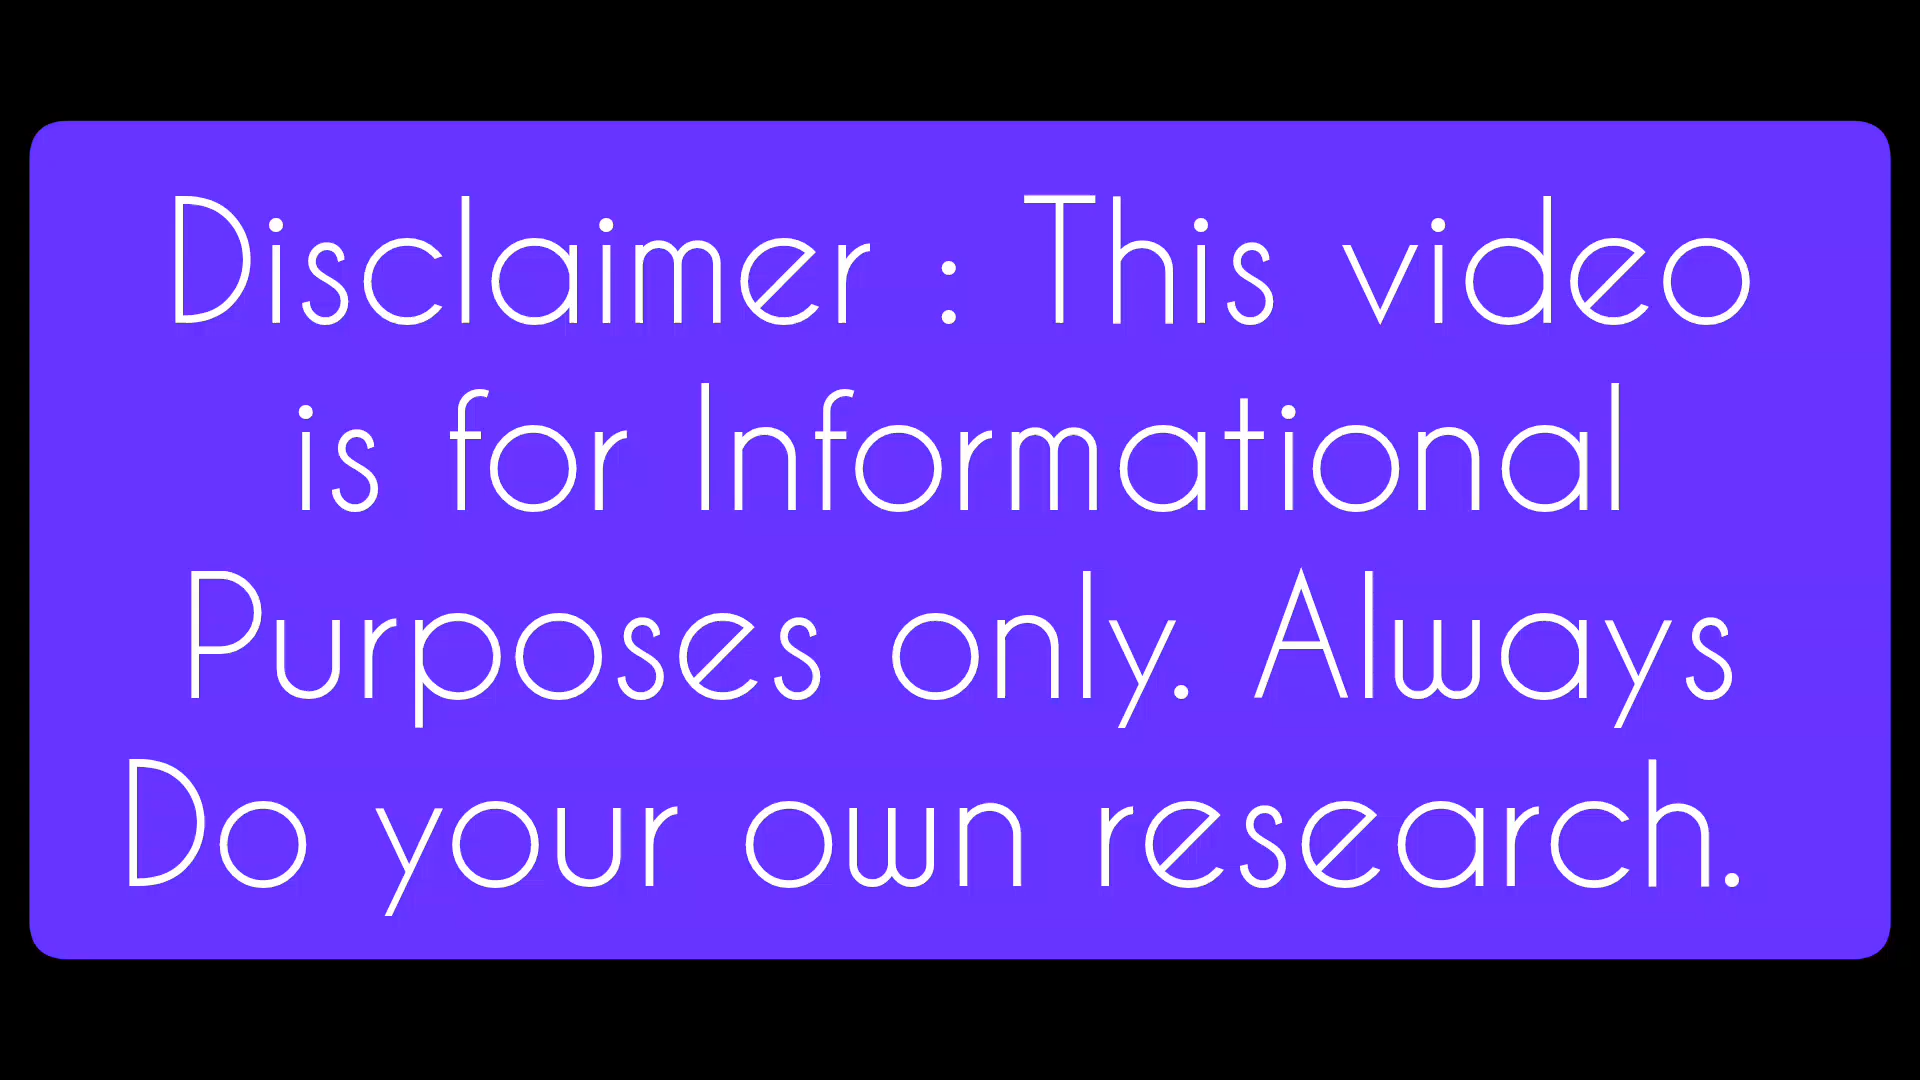 Disclaimer : This video
is for Informational
Purposes only. Always
Do your own research.